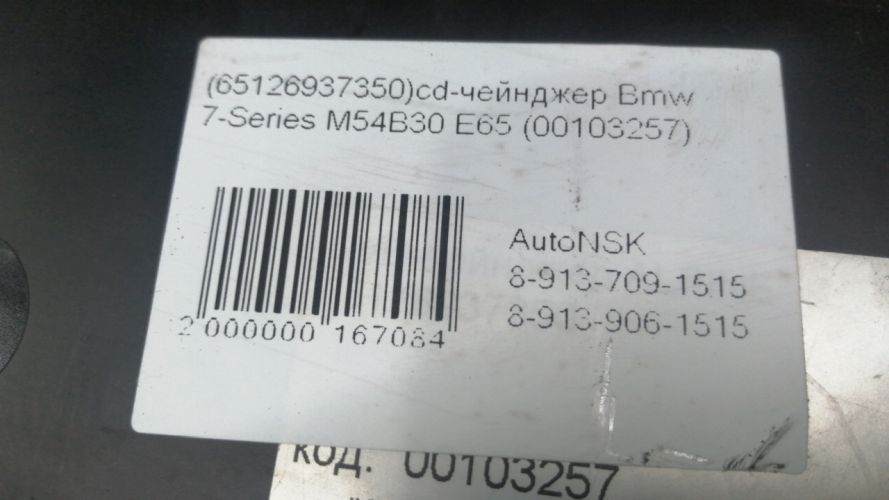 (65126937350)cd-чейнджер Bmw
7-Series M54B30 E65 (00103257)
AutoNSK
8-913-709-1515
8-913-906-1515
2 000000 167084
код: 00103257